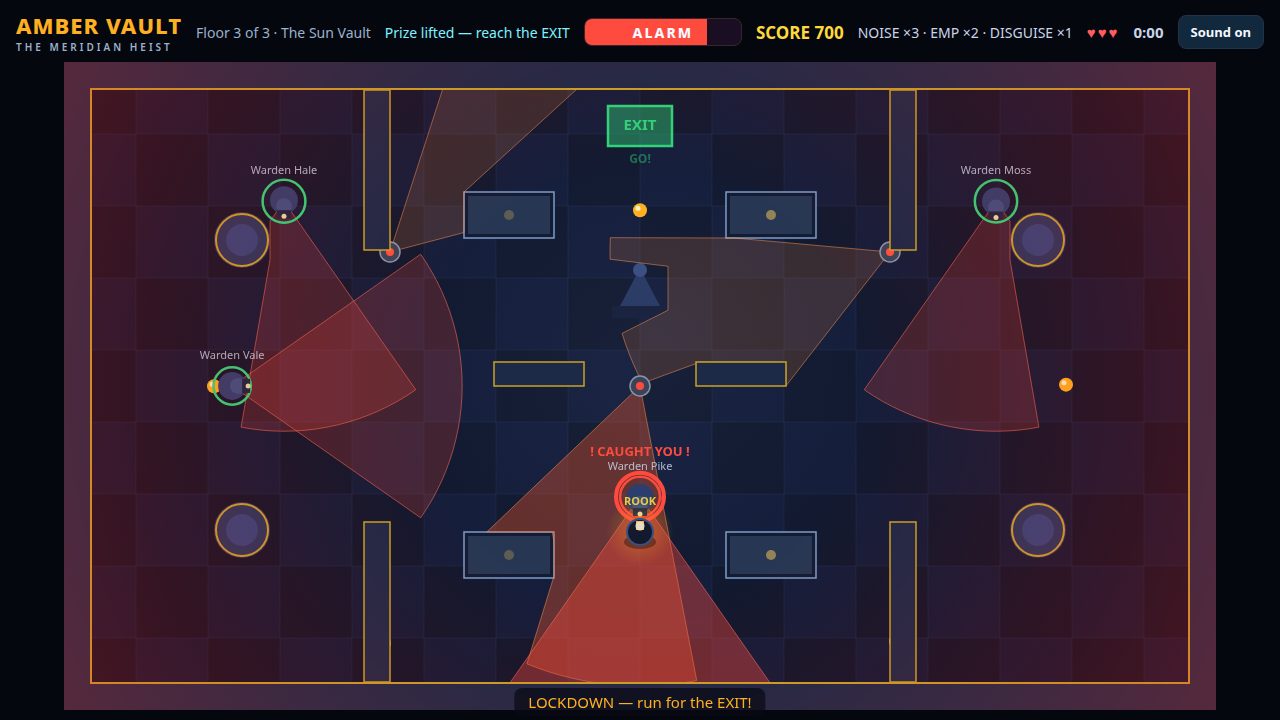 AMBER VAULT
THE MERIDIAN HEIST
Floor 3 of 3 · The Sun Vault
Prize lifted — reach the EXIT
ALARM
SCORE 700
NOISE ×3 · EMP ×2 · DISGUISE ×1
♥♥♥
0:00
Sound on
EXIT
GO!
Warden Hale
Warden Moss
Warden Vale
! CAUGHT YOU !
Warden Pike
ROOK
LOCKDOWN — run for the EXIT!